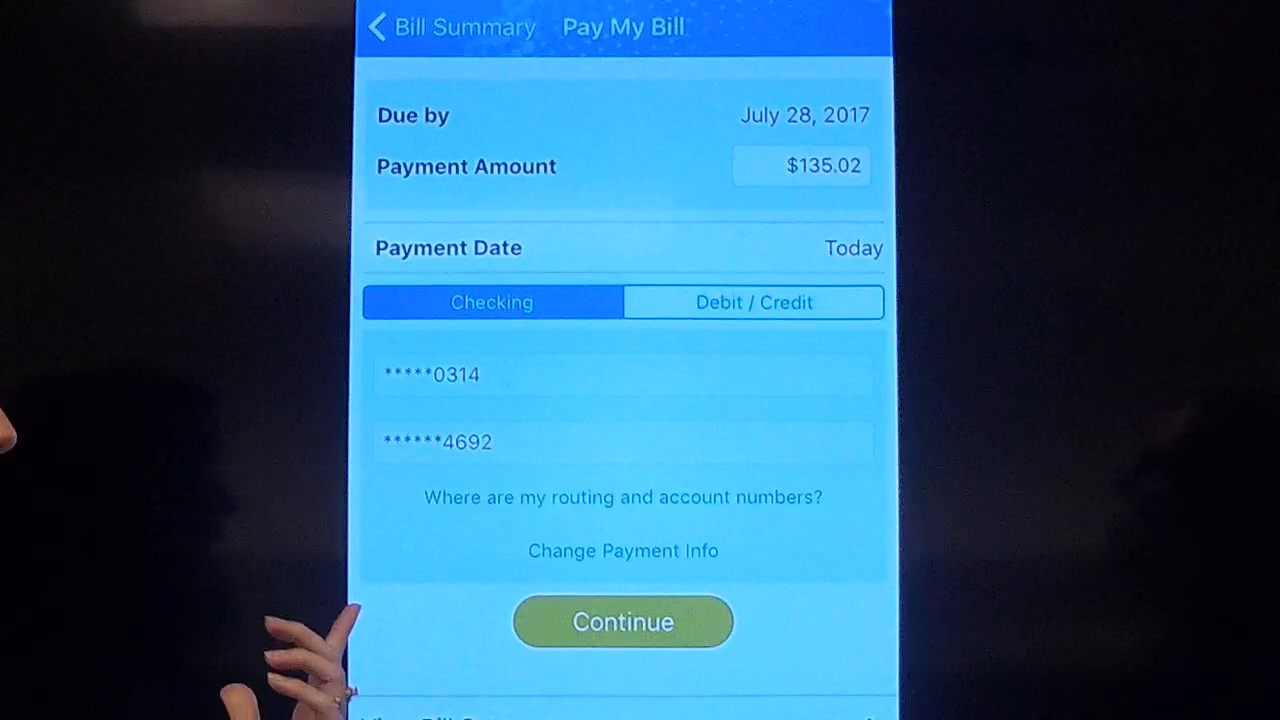 Bill Summary Pay My Bill
Due by July 28, 2017
Payment Amount $135.02
Payment Date Today
Checking Debit / Credit
*****0314
******4692
Where are my routing and account numbers?
Change Payment Info
Continue